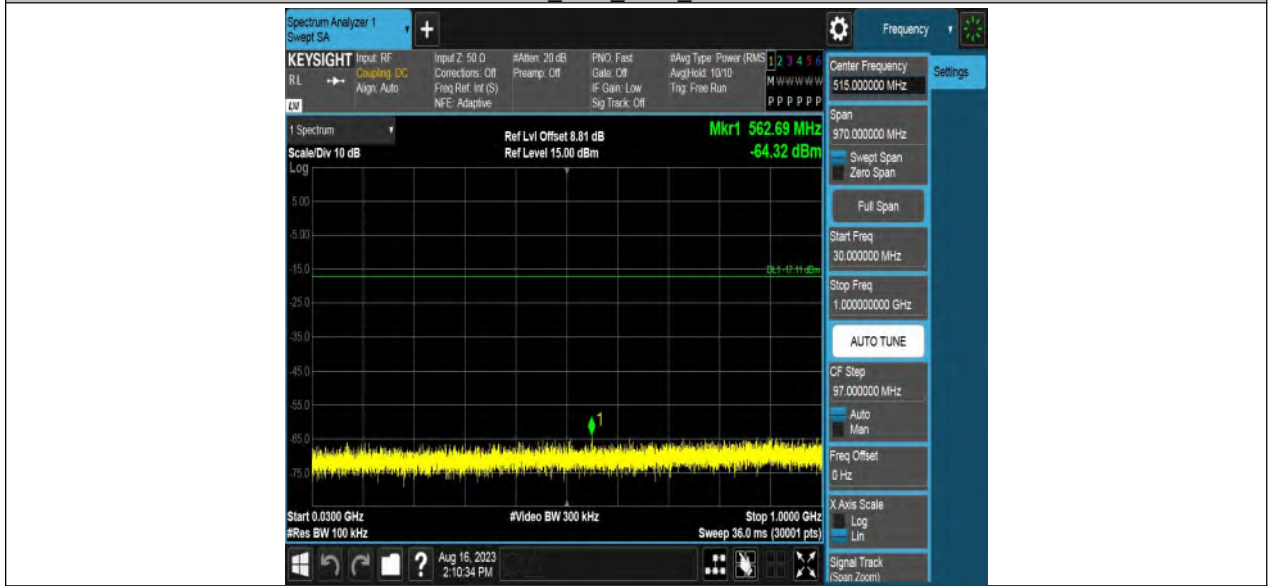 Spectrum Analyzer 1
Swept SA
+
Frequency
KEYSIGHT
RL
Input: RF
Coupling: DC
Align: Auto
Input Z: 50 Ω
Corrections: Off
Freq Ref: Int (S)
NFE: Adaptive
#Atten: 20 dB
Preamp: Off
PNO: Fast
Gate: Off
IF Gain: Low
Sig Track: Off
#Avg Type: Power (RMS
Avg|Hold: 10/10
Trig: Free Run
1 2 3 4 5 6
M W W W W W
P P P P P P
1 Spectrum
Scale/Div 10 dB
Log
Ref Lvl Offset 8.81 dB
Ref Level 15.00 dBm
Mkr1 562.69 MHz
-64.32 dBm
5.00
-5.00
-15.0
DL1 -17.11 dBm
-25.0
-35.0
-45.0
-55.0
1
-65.0
-75.0
Start 0.0300 GHz
#Res BW 100 kHz
#Video BW 300 kHz
Stop 1.0000 GHz
Sweep 36.0 ms (30001 pts)
?
Aug 16, 2023
2:10:34 PM
Center Frequency
515.000000 MHz
Settings
Span
970.000000 MHz
Swept Span
Zero Span
Full Span
Start Freq
30.000000 MHz
Stop Freq
1.000000000 GHz
AUTO TUNE
CF Step
97.000000 MHz
Auto
Man
Freq Offset
0 Hz
X Axis Scale
Log
Lin
Signal Track
(Span Zoom)